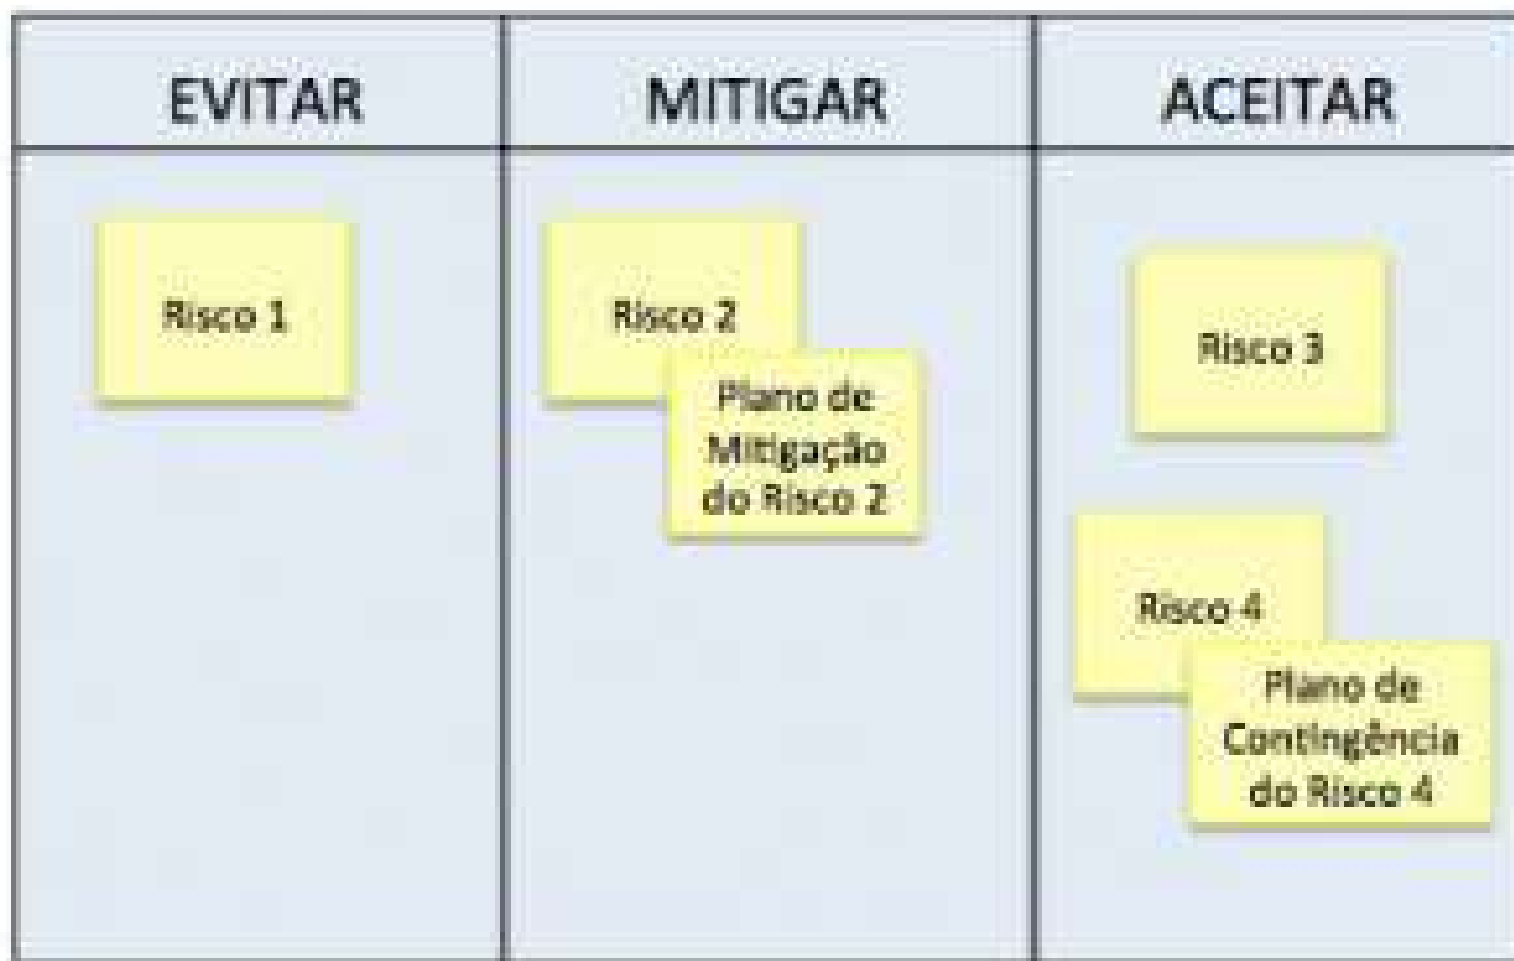 EVITAR
MITIGAR
ACEITAR
Risco 1
Risco 2
Plano de
Mitigação
do Risco 2
Risco 3
Risco 4
Plano de
Contingência
do Risco 4